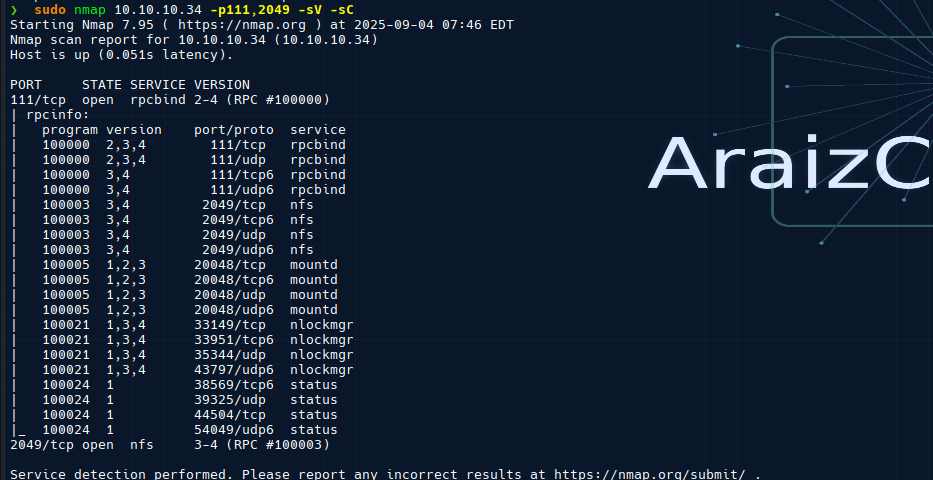 ❯ sudo nmap 10.10.10.34 -p111,2049 -sV -sC
Starting Nmap 7.95 ( https://nmap.org ) at 2025-09-04 07:46 EDT
Nmap scan report for 10.10.10.34 (10.10.10.34)
Host is up (0.051s latency).
PORT     STATE SERVICE VERSION
111/tcp  open  rpcbind 2-4 (RPC #100000)
| rpcinfo:
|   program version    port/proto  service
|   100000  2,3,4        111/tcp   rpcbind
|   100000  2,3,4        111/udp   rpcbind
|   100000  3,4          111/tcp6  rpcbind
|   100000  3,4          111/udp6  rpcbind
|   100003  3,4         2049/tcp   nfs
|   100003  3,4         2049/tcp6  nfs
|   100003  3,4         2049/udp   nfs
|   100003  3,4         2049/udp6  nfs
|   100005  1,2,3      20048/tcp   mountd
|   100005  1,2,3      20048/tcp6  mountd
|   100005  1,2,3      20048/udp   mountd
|   100005  1,2,3      20048/udp6  mountd
|   100021  1,3,4      33149/tcp   nlockmgr
|   100021  1,3,4      33951/tcp6  nlockmgr
|   100021  1,3,4      35344/udp   nlockmgr
|   100021  1,3,4      43797/udp6  nlockmgr
|   100024  1          38569/tcp6  status
|   100024  1          39325/udp   status
|   100024  1          44504/tcp   status
|_  100024  1          54049/udp6  status
2049/tcp open  nfs     3-4 (RPC #100003)
Service detection performed. Please report any incorrect results at https://nmap.org/submit/ .
AraizC